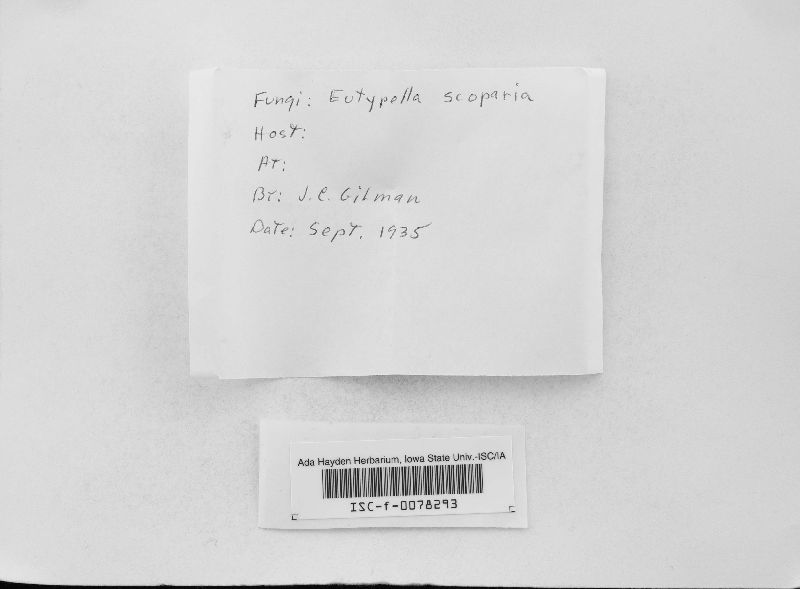 Fungi: Eutypella scoparia
Host:
At:
By: J.C. Gilman
Date: Sept. 1935
Ada Hayden Herbarium, Iowa State Univ.-ISC/IA
ISC-f-0078293